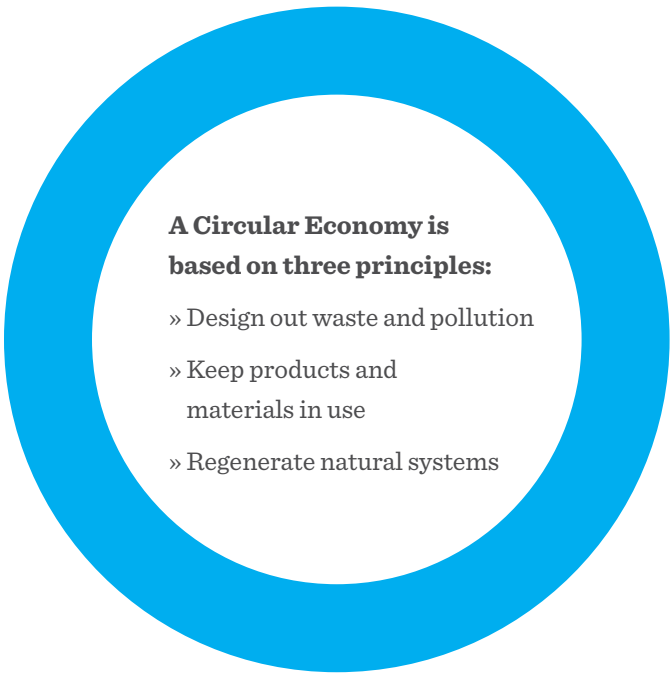 A Circular Economy is
based on three principles:
» Design out waste and pollution
» Keep products and
materials in use
» Regenerate natural systems